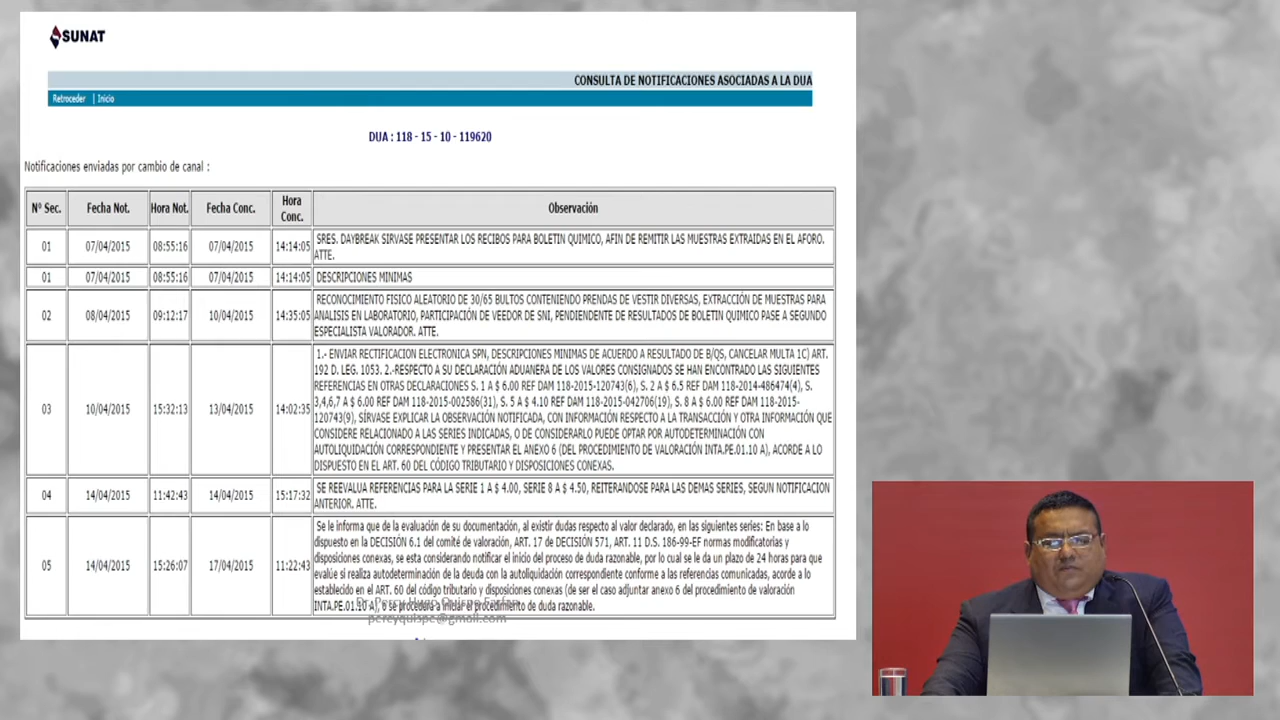 SUNAT
CONSULTA DE NOTIFICACIONES ASOCIADAS A LA DUA
Retroceder | Inicio
DUA : 118 - 15 - 10 - 119620
Notificaciones enviadas por cambio de canal :
Nº Sec. Fecha Not. Hora Not. Fecha Conc. Hora Conc. Observación
01 07/04/2015 08:55:16 07/04/2015 14:14:05 SRES. DAYBREAK SIRVASE PRESENTAR LOS RECIBOS PARA BOLETIN QUIMICO, AFIN DE REMITIR LAS MUESTRAS EXTRAIDAS EN EL AFORO.
ATTE.
01 07/04/2015 08:55:16 07/04/2015 14:14:05 DESCRIPCIONES MINIMAS
02 08/04/2015 09:12:17 10/04/2015 14:35:05 RECONOCIMIENTO FISICO ALEATORIO DE 30/65 BULTOS CONTENIENDO PRENDAS DE VESTIR DIVERSAS, EXTRACCIÓN DE MUESTRAS PARA
ANALISIS EN LABORATORIO, PARTICIPACIÓN DE VEEDOR DE SNI, PENDIENDENTE DE RESULTADOS DE BOLETIN QUIMICO PASE A SEGUNDO
ESPECIALISTA VALORADOR. ATTE.
03 10/04/2015 15:32:13 13/04/2015 14:02:35 1.- ENVIAR RECTIFICACION ELECTRONICA SPN, DESCRIPCIONES MINIMAS DE ACUERDO A RESULTADO DE B/QS, CANCELAR MULTA 1C) ART.
192 D. LEG. 1053. 2.-RESPECTO A SU DECLARACIÓN ADUANERA DE LOS VALORES CONSIGNADOS SE HAN ENCONTRADO LAS SIGUIENTES
REFERENCIAS EN OTRAS DECLARACIONES S. 1 A $ 6.00 REF DAM 118-2015-120743(6), S. 2 A $ 6.5 REF DAM 118-2014-486474(4), S.
3,4,6,7 A $ 6.00 REF DAM 118-2015-002586(31), S. 5 A $ 4.10 REF DAM 118-2015-042706(19), S. 8 A $ 6.00 REF DAM 118-2015-
120743(9), SÍRVASE EXPLICAR LA OBSERVACIÓN NOTIFICADA, CON INFORMACIÓN RESPECTO A LA TRANSACCIÓN Y OTRA INFORMACIÓN QUE
CONSIDERE RELACIONADO A LAS SERIES INDICADAS, O DE CONSIDERARLO PUEDE OPTAR POR AUTODETERMINACIÓN CON
AUTOLIQUIDACIÓN CORRESPONDIENTE Y PRESENTAR EL ANEXO 6 (DEL PROCEDIMIENTO DE VALORACIÓN INTA.PE.01.10 A), ACORDE A LO
DISPUESTO EN EL ART. 60 DEL CÓDIGO TRIBUTARIO Y DISPOSICIONES CONEXAS.
04 14/04/2015 11:42:43 14/04/2015 15:17:32 SE REEVALUA REFERENCIAS PARA LA SERIE 1 A $ 4.00, SERIE 8 A $ 4.50, REITERANDOSE PARA LAS DEMAS SERIES, SEGUN NOTIFICACION
ANTERIOR. ATTE.
05 14/04/2015 15:26:07 17/04/2015 11:22:43 Se le informa que de la evaluación de su documentación, al existir dudas respecto al valor declarado, en las siguientes series: En base a lo
dispuesto en la DECISIÓN 6.1 del comité de valoración, ART. 17 de DECISIÓN 571, ART. 11 D.S. 186-99-EF normas modificatorias y
disposiciones conexas, se esta considerando notificar el inicio del proceso de duda razonable, por lo cual se le da un plazo de 24 horas para que
evalúe si realiza autodeterminación de la deuda con la autoliquidación correspondiente conforme a las referencias comunicadas, acorde a lo
establecido en el ART. 60 del código tributario y disposiciones conexas (de ser el caso adjuntar anexo 6 del procedimiento de valoración
INTA.PE.01.10 A), o se procederá a iniciar el procedimiento de duda razonable.
percyquispe@gmail.com